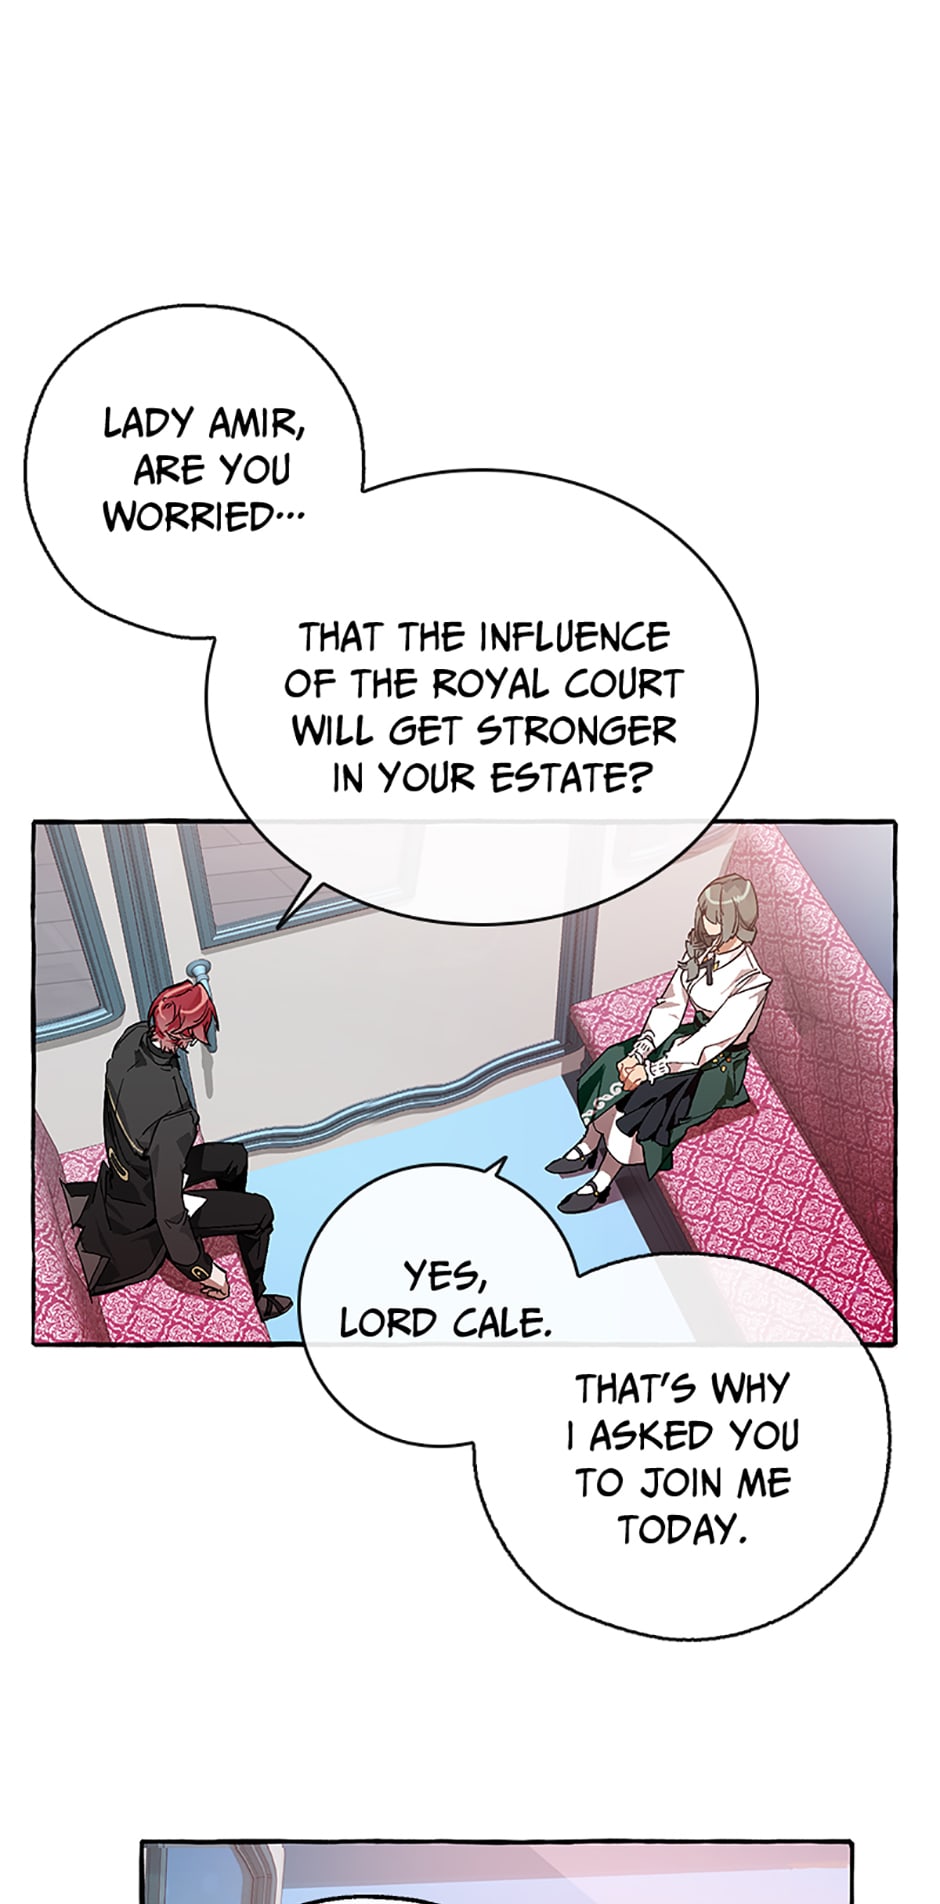 LADY AMIR,
ARE YOU
WORRIED...
THAT THE INFLUENCE
OF THE ROYAL COURT
WILL GET STRONGER
IN YOUR ESTATE?
YES,
LORD CALE.
THAT'S WHY
I ASKED YOU
TO JOIN ME
TODAY.